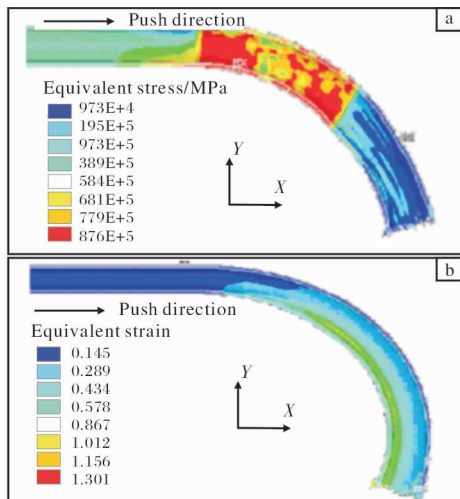 Push direction
a
Equivalent stress/MPa
973E+4
195E+5
973E+5
389E+5
584E+5
681E+5
779E+5
876E+5
Y
X
b
Push direction
Equivalent strain
0.145
0.289
0.434
0.578
0.867
1.012
1.156
1.301
Y
X